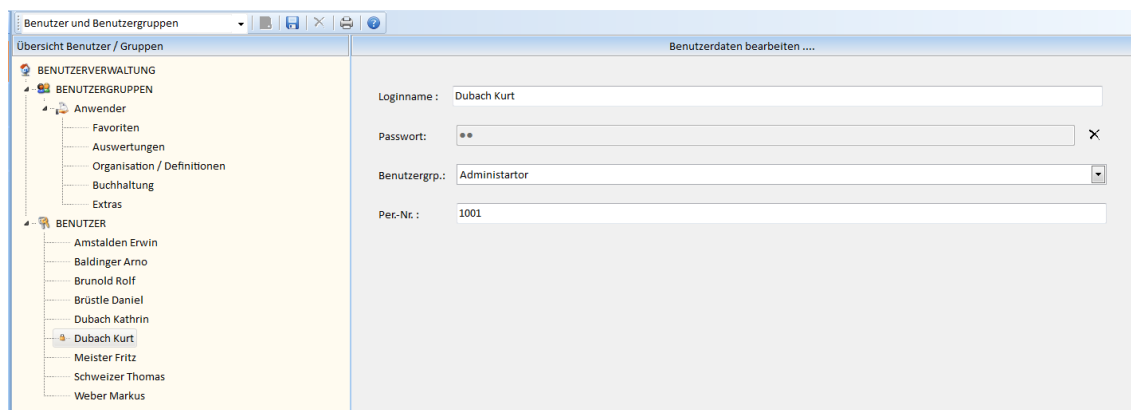 Benutzer und Benutzergruppen
Übersicht Benutzer / Gruppen
BENUTZERVERWALTUNG
BENUTZERGRUPPEN
Anwender
Favoriten
Auswertungen
Organisation / Definitionen
Buchhaltung
Extras
BENUTZER
Amstalden Erwin
Baldinger Arno
Brunold Rolf
Brüstle Daniel
Dubach Kathrin
Dubach Kurt
Meister Fritz
Schweizer Thomas
Weber Markus
Benutzerdaten bearbeiten ....
Loginname : Dubach Kurt
Passwort: ●●
Benutzergrp.: Administartor
Per.-Nr. : 1001